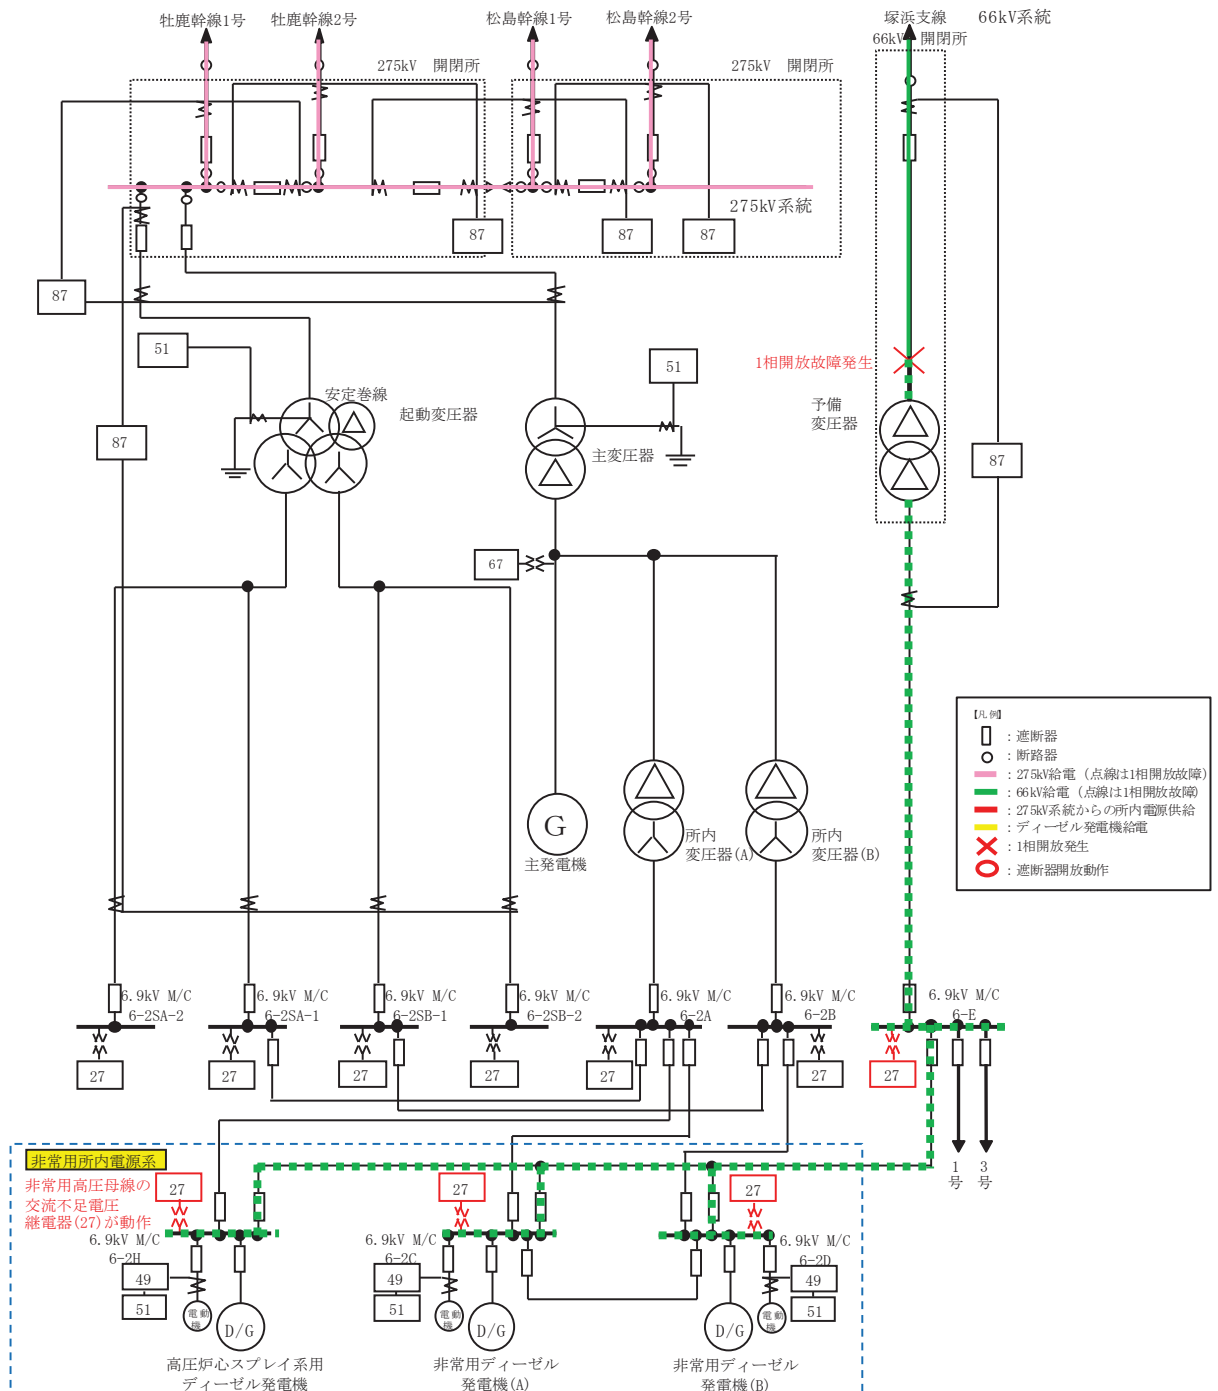 牡鹿幹線1号
牡鹿幹線2号
松島幹線1号
松島幹線2号
塚浜支線
66kV系統
66kV 開閉所
275kV 開閉所
275kV 開閉所
275kV系統
87
87
87
87
51
51
1相開放故障発生
安定巻線
起動変圧器
予備
変圧器
87
主変圧器
87
67
【凡例】
：遮断器
：断路器
：275kV給電（点線は1相開放故障）
：66kV給電（点線は1相開放故障）
：275kV系統からの所内電源供給
：ディーゼル発電機給電
：1相開放発生
：遮断器開放動作
G
主発電機
所内
変圧器(A)
所内
変圧器(B)
6.9kV M/C
6-2SA-2
6.9kV M/C
6-2SA-1
6.9kV M/C
6-2SB-1
6.9kV M/C
6-2SB-2
6.9kV M/C
6-2A
6.9kV M/C
6-2B
6.9kV M/C
6-E
27
27
27
27
27
27
27
1
号
3
号
非常用所内電源系
非常用高圧母線の
交流不足電圧
継電器(27)が動作
27
27
27
6.9kV M/C
6-2H
6.9kV M/C
6-2C
6.9kV M/C
6-2D
49
51
49
51
49
51
電動
機
電動
機
電動
機
D/G
D/G
D/G
高圧炉心スプレイ系用
ディーゼル発電機
非常用ディーゼル
発電機(A)
非常用ディーゼル
発電機(B)